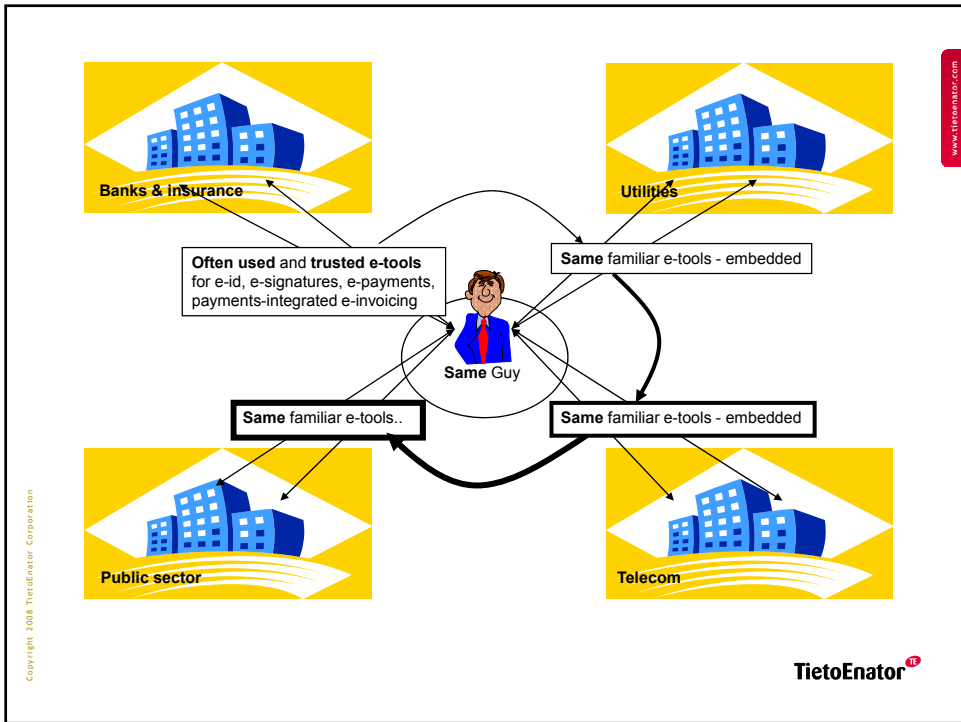 www.tietoenator.com
Banks & insurance
Utilities
Often used and trusted e-tools
for e-id, e-signatures, e-payments,
payments-integrated e-invoicing
Same familiar e-tools - embedded
Same Guy
Same familiar e-tools..
Same familiar e-tools - embedded
Public sector
Telecom
Copyright 2008 TietoEnator Corporation
TietoEnator TE